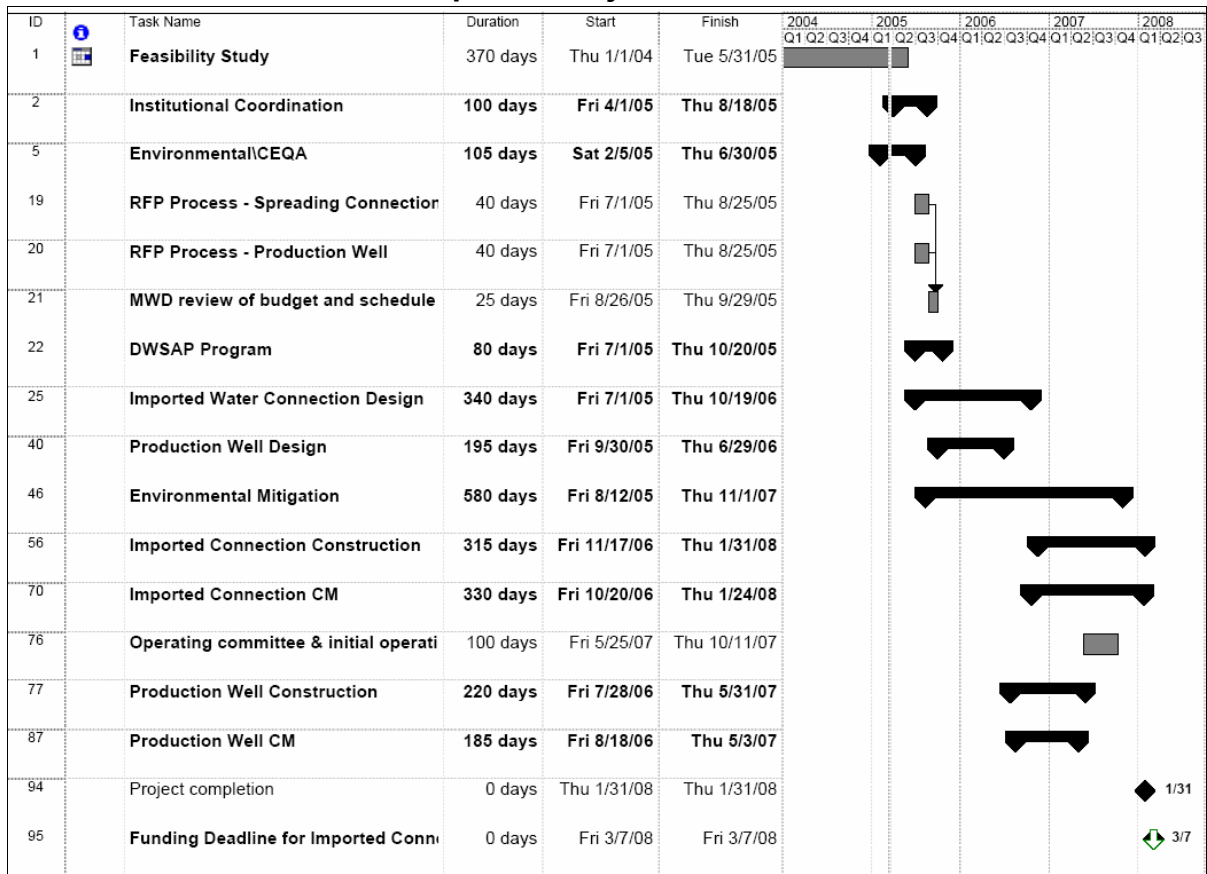 ID Task Name Duration Start Finish 2004 2005 2006 2007 2008
Q1 Q2 Q3 Q4 Q1 Q2 Q3 Q4 Q1 Q2 Q3 Q4 Q1 Q2 Q3 Q4 Q1 Q2 Q3
1 Feasibility Study 370 days Thu 1/1/04 Tue 5/31/05
2 Institutional Coordination 100 days Fri 4/1/05 Thu 8/18/05
5 Environmental\CEQA 105 days Sat 2/5/05 Thu 6/30/05
19 RFP Process - Spreading Connection 40 days Fri 7/1/05 Thu 8/25/05
20 RFP Process - Production Well 40 days Fri 7/1/05 Thu 8/25/05
21 MWD review of budget and schedule 25 days Fri 8/26/05 Thu 9/29/05
22 DWSAP Program 80 days Fri 7/1/05 Thu 10/20/05
25 Imported Water Connection Design 340 days Fri 7/1/05 Thu 10/19/06
40 Production Well Design 195 days Fri 9/30/05 Thu 6/29/06
46 Environmental Mitigation 580 days Fri 8/12/05 Thu 11/1/07
56 Imported Connection Construction 315 days Fri 11/17/06 Thu 1/31/08
70 Imported Connection CM 330 days Fri 10/20/06 Thu 1/24/08
76 Operating committee & initial operati 100 days Fri 5/25/07 Thu 10/11/07
77 Production Well Construction 220 days Fri 7/28/06 Thu 5/31/07
87 Production Well CM 185 days Fri 8/18/06 Thu 5/3/07
94 Project completion 0 days Thu 1/31/08 Thu 1/31/08 1/31
95 Funding Deadline for Imported Conn 0 days Fri 3/7/08 Fri 3/7/08 3/7